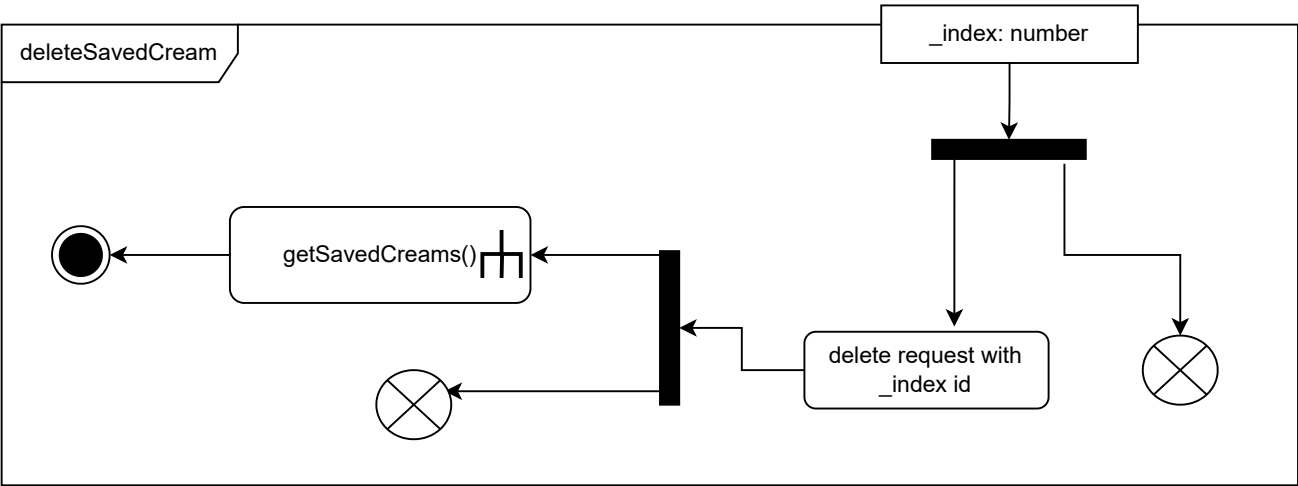 deleteSavedCream
_index: number
getSavedCreams()
delete request with
_index id